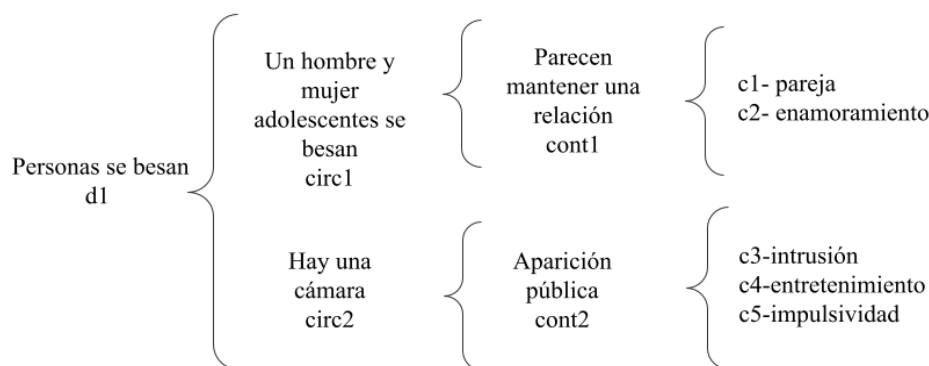 Personas se besan
d1
Un hombre y
mujer
adolescentes se
besan
circ1
Parecen
mantener una
relación
cont1
c1- pareja
c2- enamoramiento
Hay una
cámara
circ2
Aparición
pública
cont2
c3-intrusión
c4-entretenimiento
c5-impulsividad